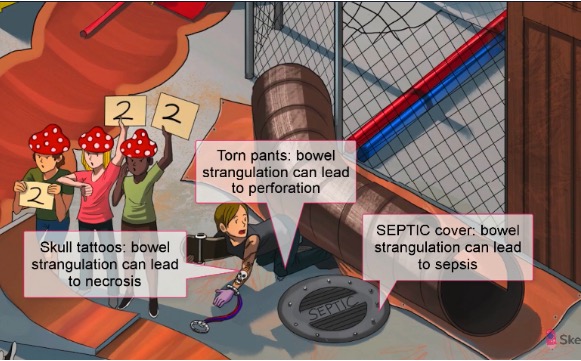 2
2
2
Torn pants: bowel
strangulation can lead
to perforation
SEPTIC cover: bowel
strangulation can lead
to sepsis
Skull tattoos: bowel
strangulation can lead
to necrosis
SEPTIC
Ske